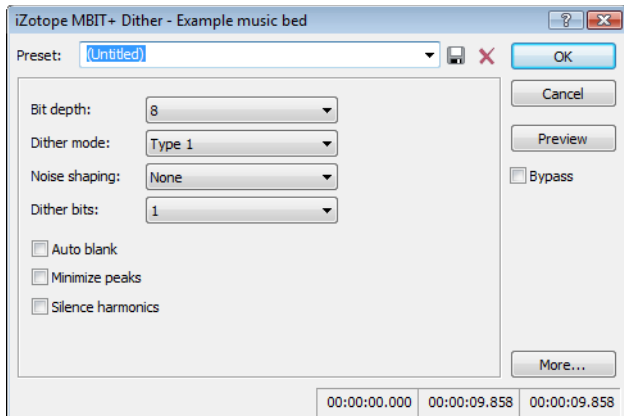 iZotope MBIT+ Dither - Example music bed
Preset: (Untitled)
OK
Cancel
Bit depth: 8
Dither mode: Type 1
Preview
Noise shaping: None
Bypass
Dither bits: 1
Auto blank
Minimize peaks
Silence harmonics
More...
00:00:00.000 00:00:09.858 00:00:09.858